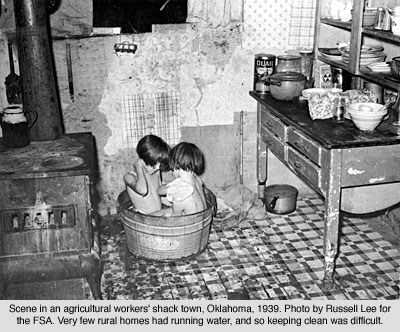 QUAK
Scene in an agricultural workers' shack town, Oklahoma, 1939. Photo by Russell Lee for
the FSA. Very few rural homes had running water, and so keeping clean was difficult.